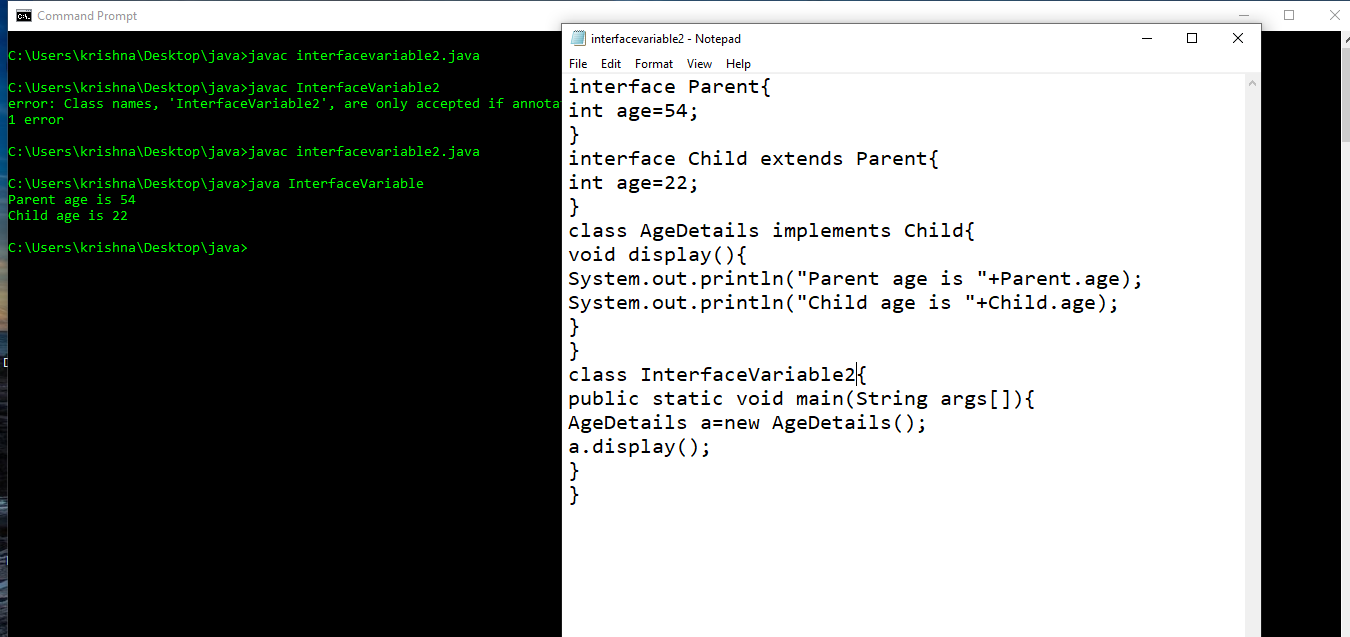 Command Prompt
C:\Users\krishna\Desktop\java>javac interfacevariable2.java
C:\Users\krishna\Desktop\java>javac InterfaceVariable2
error: Class names, 'InterfaceVariable2', are only accepted if
1 error
C:\Users\krishna\Desktop\java>javac interfacevariable2.java
C:\Users\krishna\Desktop\java>java InterfaceVariable
Parent age is 54
Child age is 22
C:\Users\krishna\Desktop\java>
interfacevariable2 - Notepad
File Edit Format View Help
interface Parent{
int age=54;
}
interface Child extends Parent{
int age=22;
}
class AgeDetails implements Child{
void display(){
System.out.println("Parent age is "+Parent.age);
System.out.println("Child age is "+Child.age);
}
}
class InterfaceVariable2{
public static void main(String args[]){
AgeDetails a=new AgeDetails();
a.display();
}
}